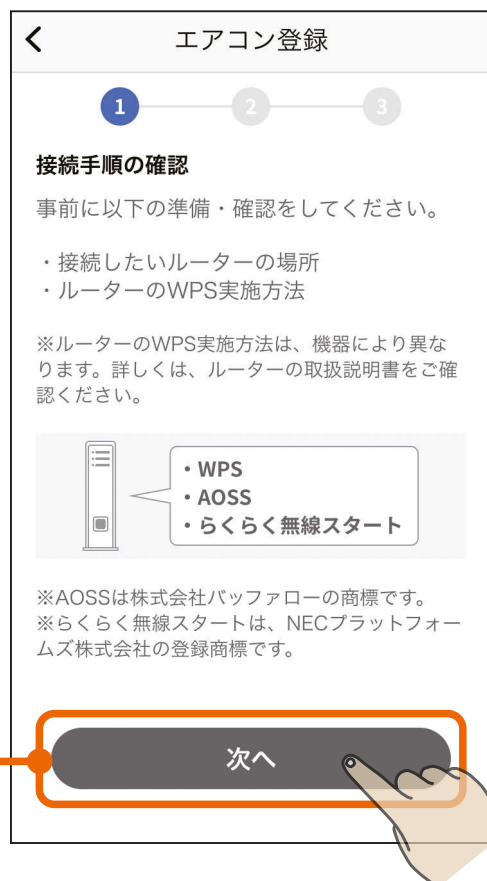 エアコン登録
1 2 3
接続手順の確認
事前に以下の準備・確認をしてください。
・接続したいルーターの場所
・ルーターのWPS実施方法
※ルーターのWPS実施方法は、機器により異な
ります。詳しくは、ルーターの取扱説明書をご確
認ください。
・WPS
・AOSS
・らくらく無線スタート
※AOSSは株式会社バッファローの商標です。
※らくらく無線スタートは、NECプラットフォー
ムズ株式会社の登録商標です。
次へ